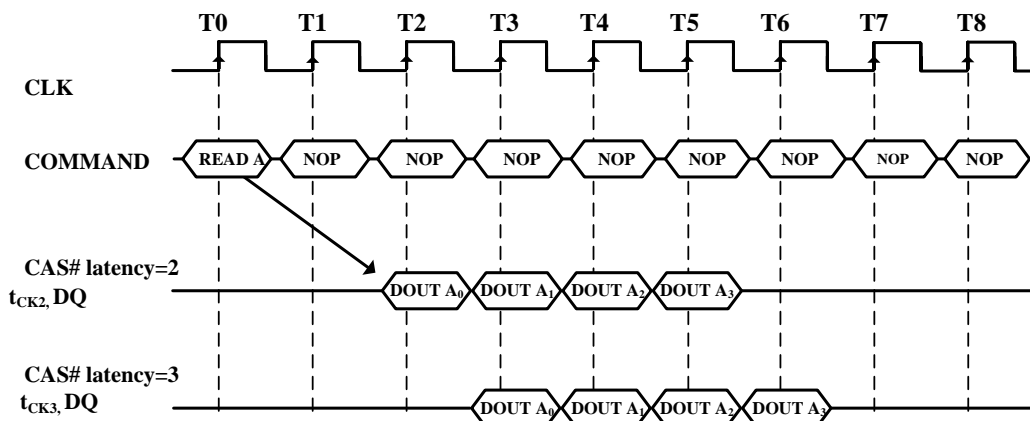 T0 T1 T2 T3 T4 T5 T6 T7 T8
CLK
COMMAND READ A NOP NOP NOP NOP NOP NOP NOP NOP
CAS# latency=2
tCK2, DQ DOUT A0 DOUT A1 DOUT A2 DOUT A3
CAS# latency=3
tCK3, DQ DOUT A0 DOUT A1 DOUT A2 DOUT A3